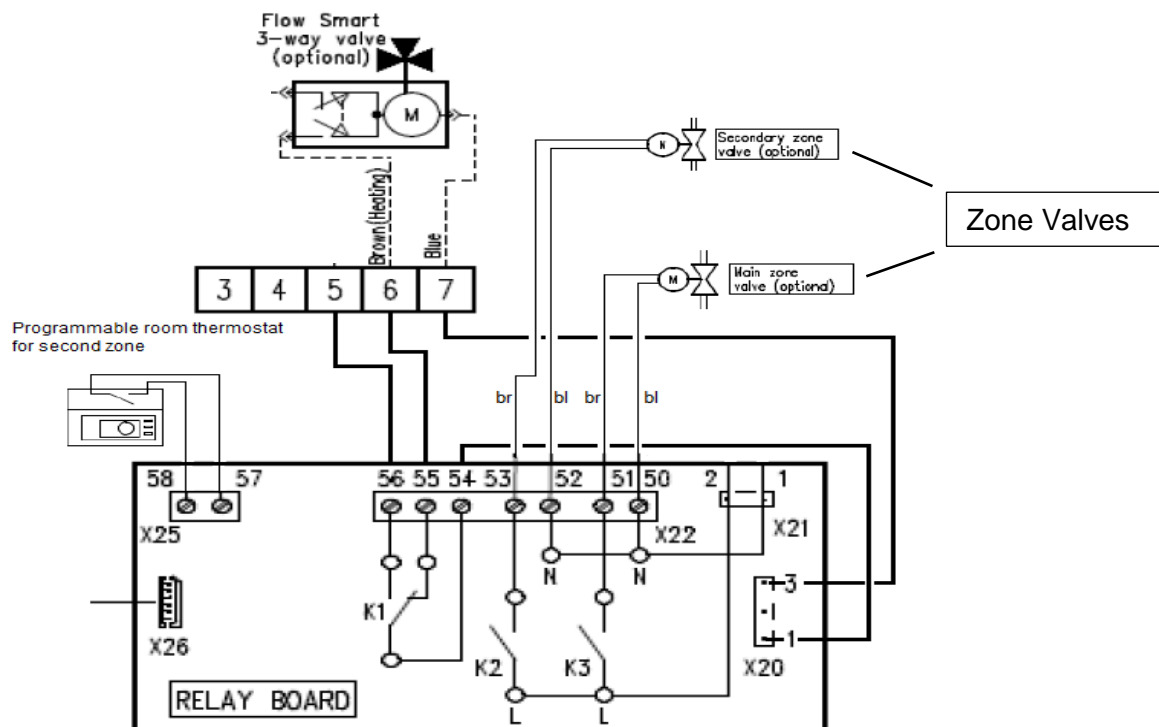 Flow Smart
3-way valve
(optional)
M
Brown(Heating)
Blue
N
Secondary zone
valve (optional)
Zone Valves
M
Main zone
valve (optional)
3 4 5 6 7
Programmable room thermostat
for second zone
br bl br bl
58 57 56 55 54 53 52 51 50 2 1
X25 X22 X21
N N
3
K1
1
X26 K2 K3 X20
RELAY BOARD
L L